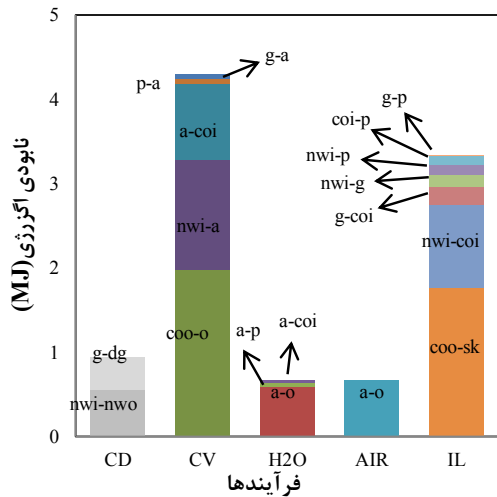 نابودی اگزرژی(MJ)
5
4
3
2
1
0
g-a
p-a
a-coi
nwi-a
coo-o
g-p
coi-p
nwi-p
nwi-g
g-coi
nwi-coi
coo-sk
g-dg
nwi-nwo
a-p
a-coi
a-o
a-o
CD CV H2O AIR IL
فرآیندها